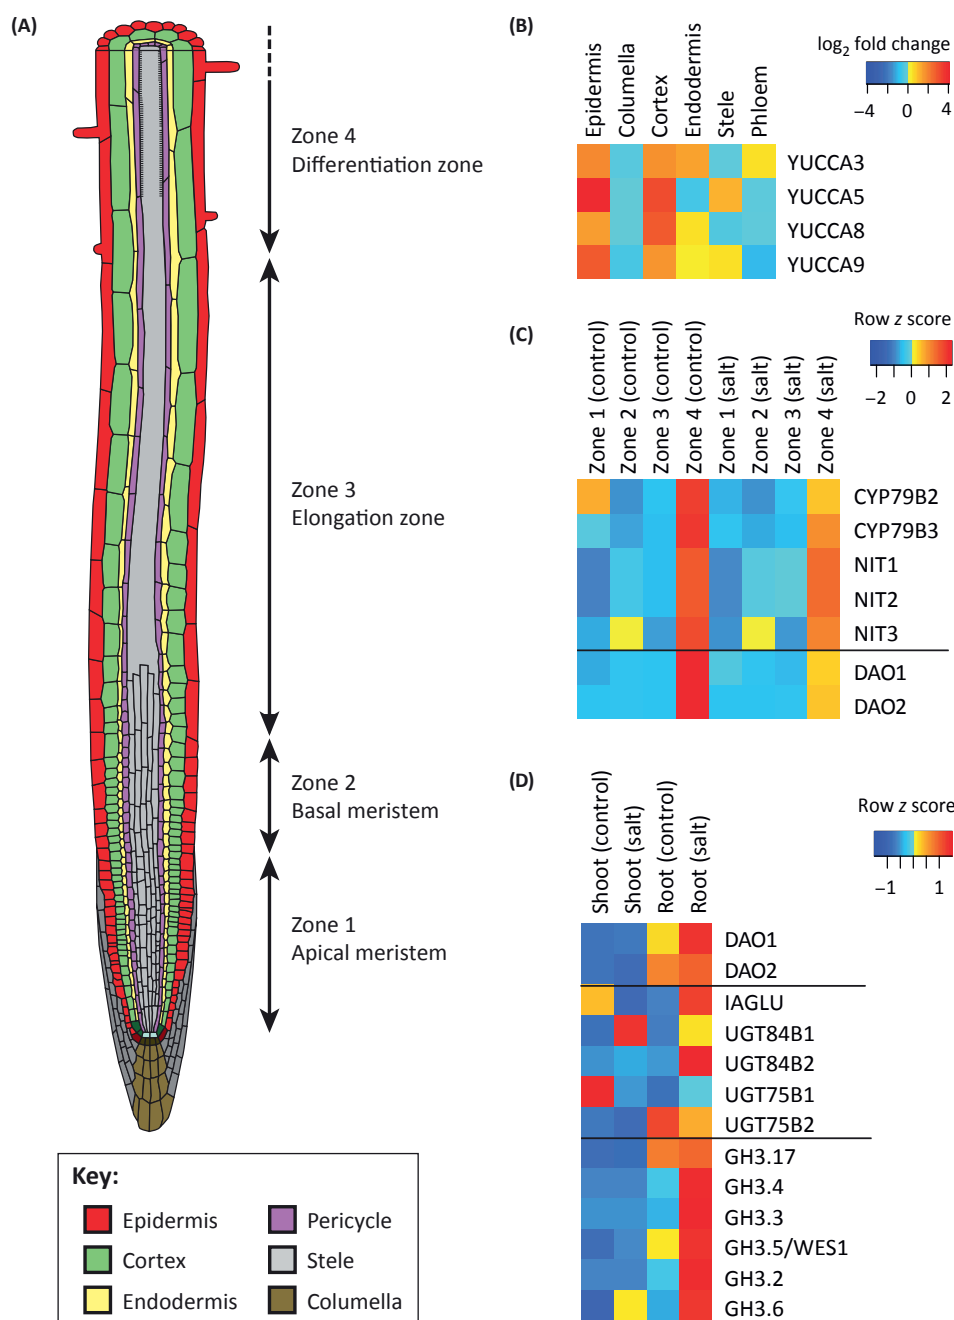 (A)
Zone 4
Differentiation zone
Zone 3
Elongation zone
Zone 2
Basal meristem
Zone 1
Apical meristem
Key:
Epidermis
Pericycle
Cortex
Stele
Endodermis
Columella
(B)
log2 fold change
−4 0 4
Epidermis
Columella
Cortex
Endodermis
Stele
Phloem
YUCCA3
YUCCA5
YUCCA8
YUCCA9
(C)
Row z score
−2 0 2
Zone 1 (control)
Zone 2 (control)
Zone 3 (control)
Zone 4 (control)
Zone 1 (salt)
Zone 2 (salt)
Zone 3 (salt)
Zone 4 (salt)
CYP79B2
CYP79B3
NIT1
NIT2
NIT3
DAO1
DAO2
(D)
Row z score
−1 1
Shoot (control)
Shoot (salt)
Root (control)
Root (salt)
DAO1
DAO2
IAGLU
UGT84B1
UGT84B2
UGT75B1
UGT75B2
GH3.17
GH3.4
GH3.3
GH3.5/WES1
GH3.2
GH3.6